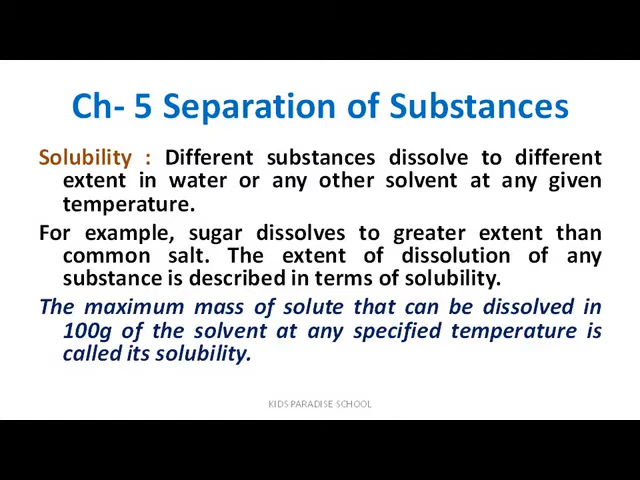 Ch- 5 Separation of Substances
Solubility : Different substances dissolve to different
extent in water or any other solvent at any given
temperature.
For example, sugar dissolves to greater extent than
common salt. The extent of dissolution of any
substance is described in terms of solubility.
The maximum mass of solute that can be dissolved in
100g of the solvent at any specified temperature is
called its solubility.
KIDS PARADISE SCHOOL